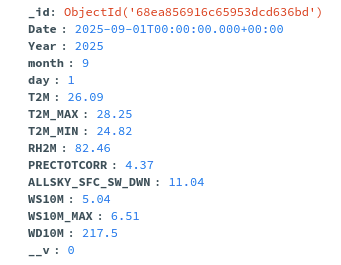 _id: ObjectId('68ea856916c65953dcd636bd')
Date : 2025-09-01T00:00:00.000+00:00
Year : 2025
month : 9
day : 1
T2M : 26.09
T2M_MAX : 28.25
T2M_MIN : 24.82
RH2M : 82.46
PRECTOTCORR : 4.37
ALLSKY_SFC_SW_DWN : 11.04
WS10M : 5.04
WS10M_MAX : 6.51
WD10M : 217.5
__v : 0